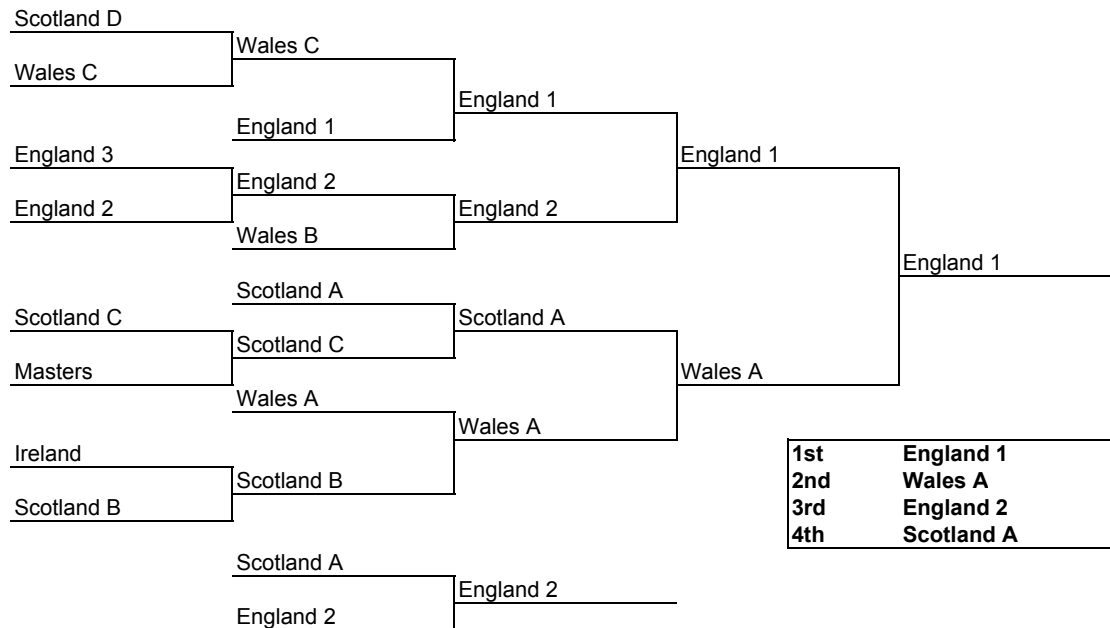 Scotland D
Wales C
Wales C
England 1
England 1
England 3
England 1
England 2
England 2
England 2
Wales B
England 1
Scotland A
Scotland C
Scotland A
Scotland C
Masters
Wales A
Wales A
Wales A
Ireland
1st England 1
Scotland B
2nd Wales A
Scotland B
3rd England 2
4th Scotland A
Scotland A
England 2
England 2